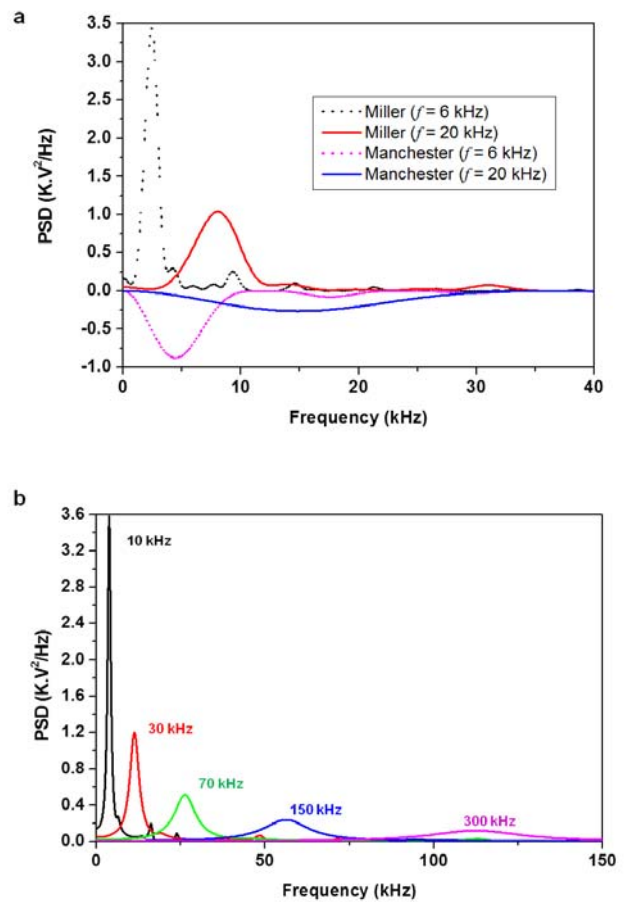 a
3.5
3.0
2.5
2.0
1.5
1.0
0.5
0.0
-0.5
-1.0
PSD (K.V²/Hz)
Miller (f = 6 kHz)
Miller (f = 20 kHz)
Manchester (f = 6 kHz)
Manchester (f = 20 kHz)
0 10 20 30 40
Frequency (kHz)
b
3.6
3.2
2.8
2.4
2.0
1.6
1.2
0.8
0.4
0.0
PSD (K.V²/Hz)
10 kHz
30 kHz
70 kHz
150 kHz
300 kHz
0 50 100 150
Frequency (kHz)